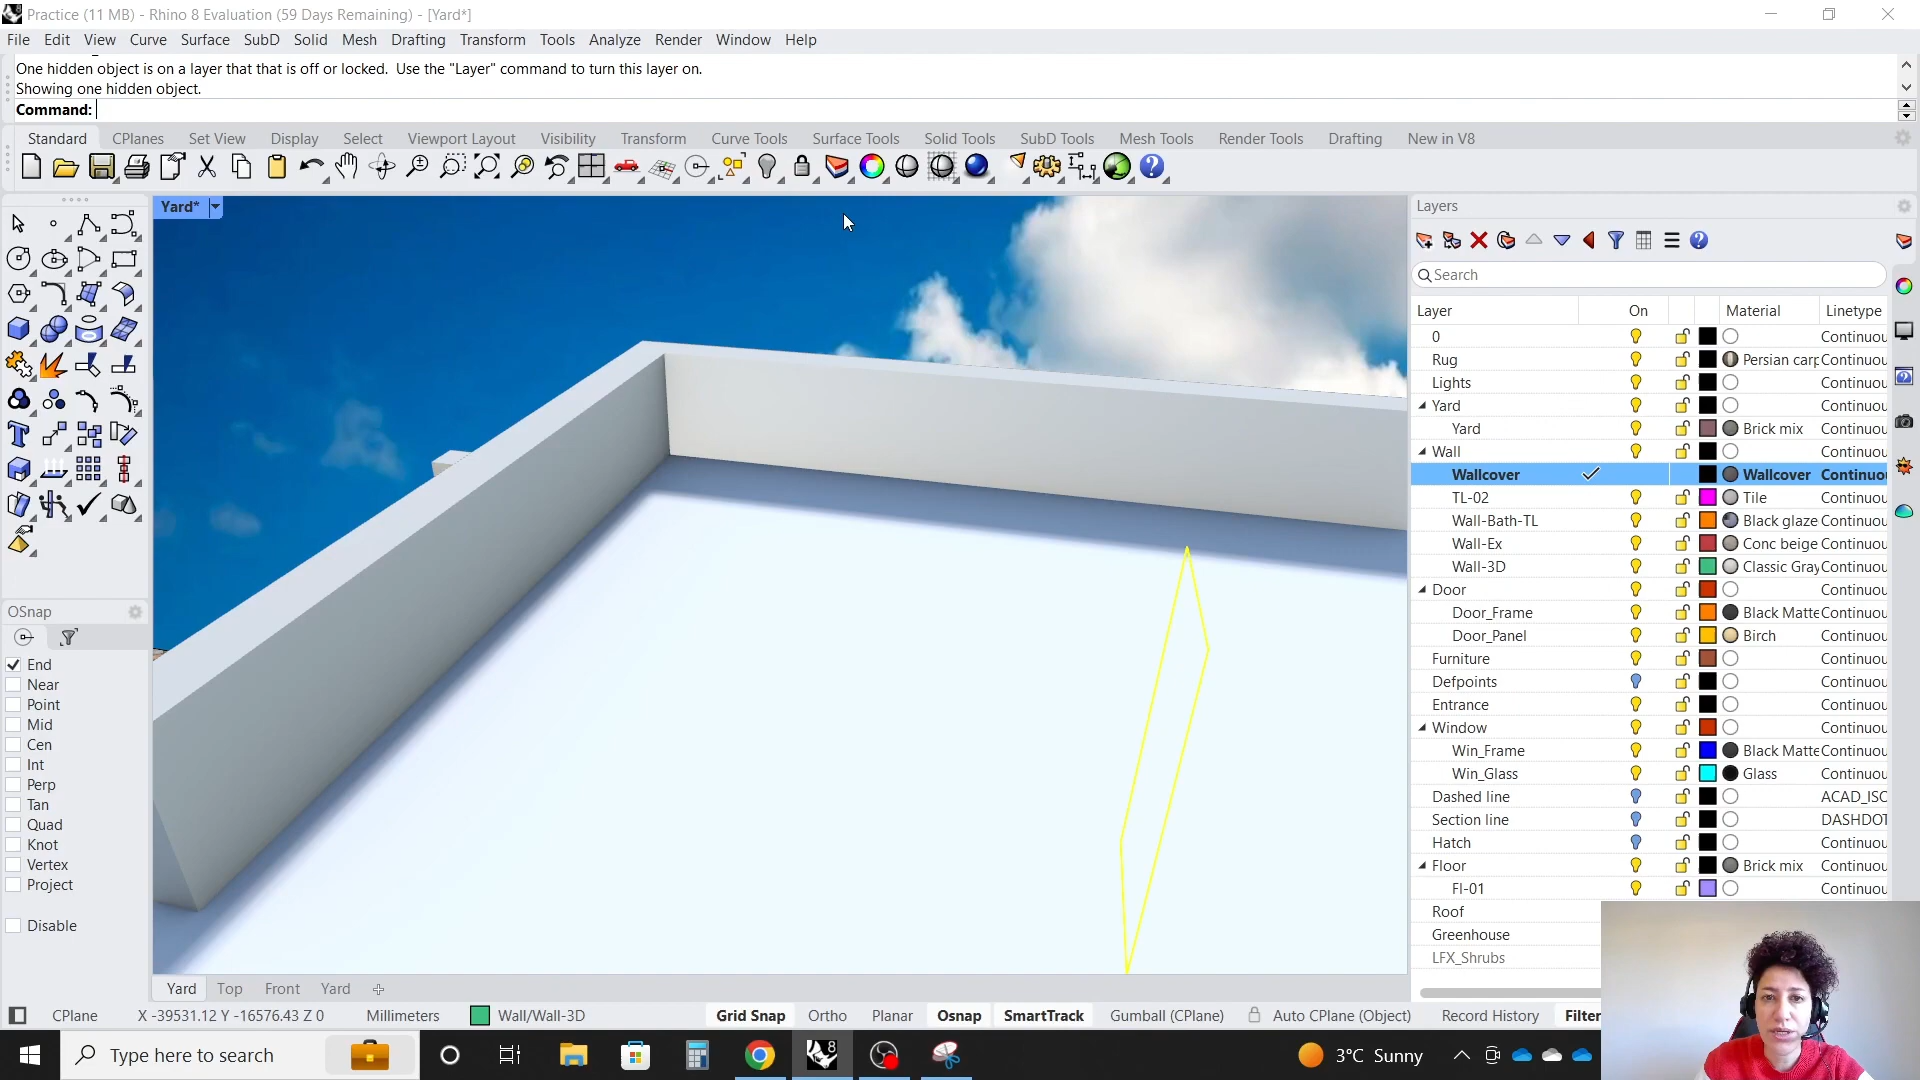 Practice (11 MB) - Rhino 8 Evaluation (59 Days Remaining) - [Yard*]
File Edit View Curve Surface SubD Solid Mesh Drafting Transform Tools Analyze Render Window Help
One hidden object is on a layer that that is off or locked.  Use the "Layer" command to turn this layer on.
Showing one hidden object.
Command:
Standard CPlanes Set View Display Select Viewport Layout Visibility Transform Curve Tools Surface Tools Solid Tools SubD Tools Mesh Tools Render Tools Drafting New in V8
Yard*
Layers
Search
Layer On Material Linetype
0 Continuou
Rug Persian carp Continuou
Lights Continuou
Yard Continuou
Yard Brick mix Continuou
Wall Continuou
Wallcover Wallcover Continuou
TL-02 Tile Continuou
Wall-Bath-TL Black glaze Continuou
Wall-Ex Conc beige Continuou
Wall-3D Classic Gray Continuou
Door Continuou
Door_Frame Black Matte Continuou
Door_Panel Birch Continuou
Furniture Continuou
Defpoints Continuou
Entrance Continuou
Window Continuou
Win_Frame Black Matte Continuou
Win_Glass Glass Continuou
Dashed line ACAD_ISO
Section line DASHDOT
Hatch Continuou
Floor Brick mix Continuou
Fl-01 Continuou
Roof
Greenhouse
LFX_Shrubs
OSnap
End
Near
Point
Mid
Cen
Int
Perp
Tan
Quad
Knot
Vertex
Project
Disable
Yard Top Front Yard
CPlane X -39531.12 Y -16576.43 Z 0 Millimeters Wall/Wall-3D Grid Snap Ortho Planar Osnap SmartTrack Gumball (CPlane) Auto CPlane (Object) Record History Filter
Type here to search 8 3°C Sunny